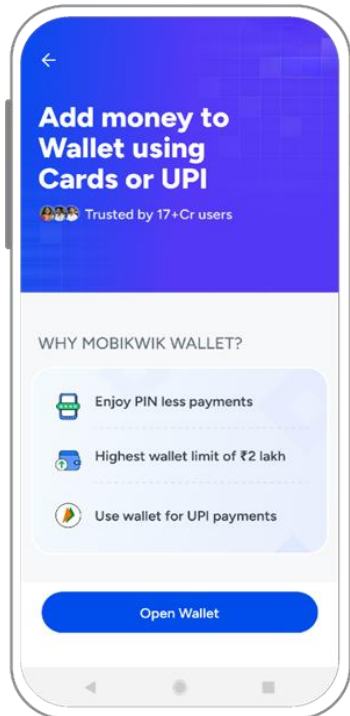 Add money to
Wallet using
Cards or UPI
Trusted by 17+Cr users
WHY MOBIKWIK WALLET?
Enjoy PIN less payments
Highest wallet limit of ₹2 lakh
Use wallet for UPI payments
Open Wallet